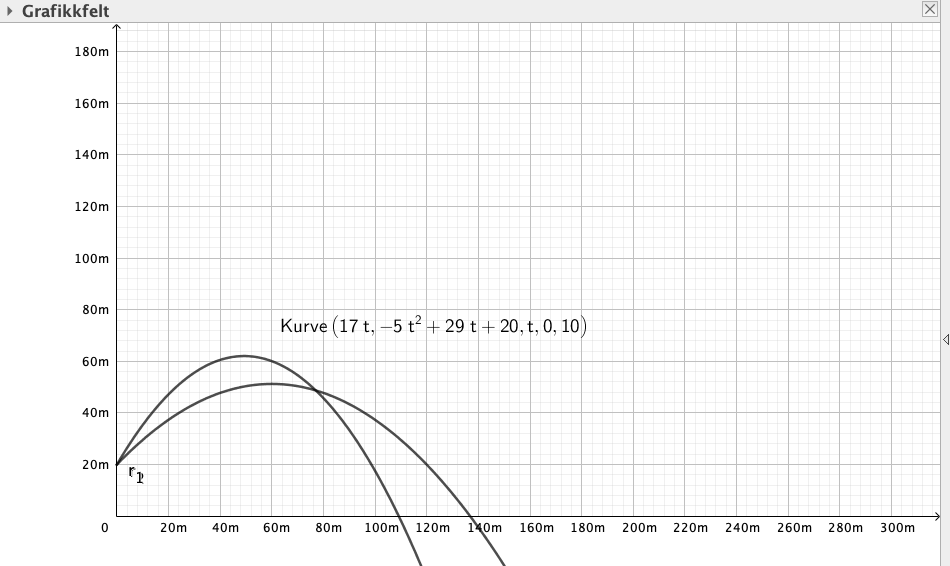 Grafikkfelt
180m
160m
140m
120m
100m
80m
Kurve (17 t, −5 t² + 29 t + 20, t, 0, 10)
60m
40m
20m
0 20m 40m 60m 80m 100m 120m 140m 160m 180m 200m 220m 240m 260m 280m 300m